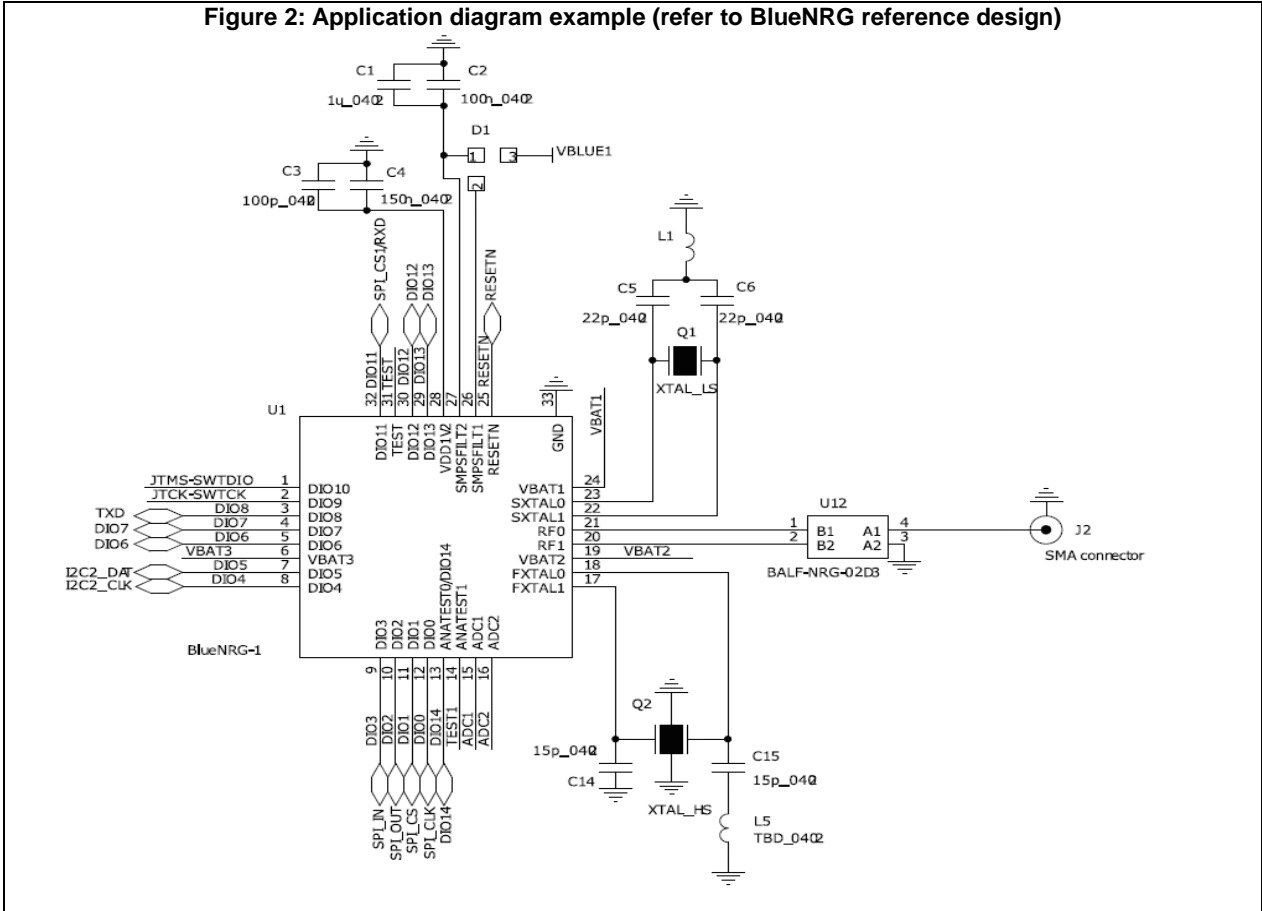 Figure 2: Application diagram example (refer to BlueNRG reference design)
C1
C2
1u_0402
100n_0402
D1
1
3
VBLUE1
2
C3
C4
100p_0402
150n_0402
SPI_CS1/RXD
DIO12
DIO13
RESETN
32 DIO11
31 TEST
30 DIO12
29 DIO13
28
27
26
25 RESETN
33
L1
C5
C6
22p_0402
22p_0402
Q1
XTAL_LS
VBAT1
U1
DIO11
TEST
DIO12
DIO13
VDD1V2
SMPSFILT2
SMPSFILT1
RESETN
GND
JTMS-SWTDIO 1 DIO10
JTCK-SWTCK 2 DIO9
TXD DIO8 3 DIO8
DIO7 DIO7 4 DIO7
DIO6 DIO6 5 DIO6
VBAT3 6 VBAT3
I2C2_DAT DIO5 7 DIO5
I2C2_CLK DIO4 8 DIO4
VBAT1 24
SXTAL0 23
SXTAL1 22
RF0 21
RF1 20
VBAT2 19 VBAT2
FXTAL0 18
FXTAL1 17
U12
1 B1 A1 4
2 B2 A2 3
BALF-NRG-02D3
J2
SMA connector
DIO3
DIO2
DIO1
DIO0
ANATEST0/DIO14
ANATEST1
ADC1
ADC2
BlueNRG-1
9
10
11
12
13
14
15
16
DIO3
DIO2
DIO1
DIO0
DIO14
TEST1
ADC1
ADC2
SPI_IN
SPI_OUT
SPI_CS
SPI_CLK
DIO14
Q2
15p_0402
C14
XTAL_HS
C15
15p_0402
L5
TBD_0402